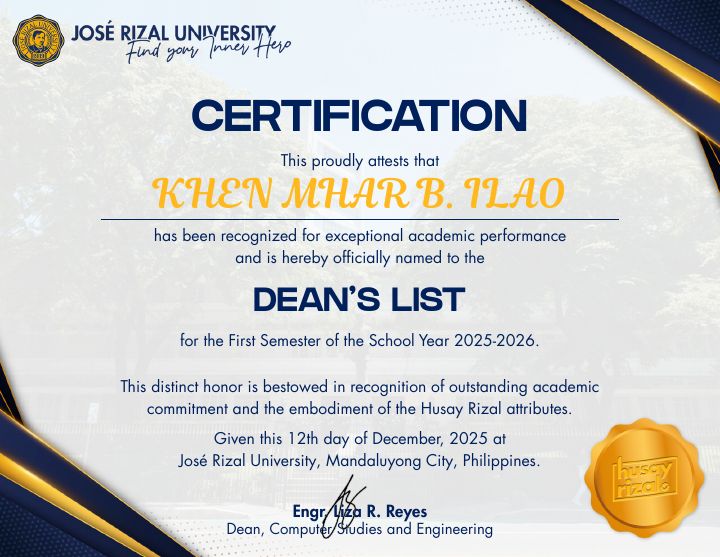 JOSÉ RIZAL UNIVERSITY
Find your Inner Hero
CERTIFICATION
This proudly attests that
KHEN MHAR B. ILAO
has been recognized for exceptional academic performance
and is hereby officially named to the
DEAN'S LIST
for the First Semester of the School Year 2025-2026.
This distinct honor is bestowed in recognition of outstanding academic
commitment and the embodiment of the Husay Rizal attributes.
Given this 12th day of December, 2025 at
José Rizal University, Mandaluyong City, Philippines.
husay
rizal
Engr. Liza R. Reyes
Dean, Computer Studies and Engineering